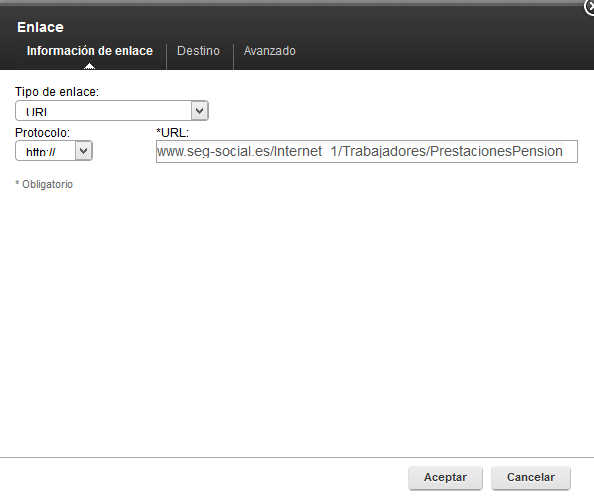 Enlace
Información de enlace Destino Avanzado
Tipo de enlace:
URL
Protocolo: *URL:
http:// www.seg-social.es/Internet_1/Trabajadores/PrestacionesPension
* Obligatorio
Aceptar Cancelar